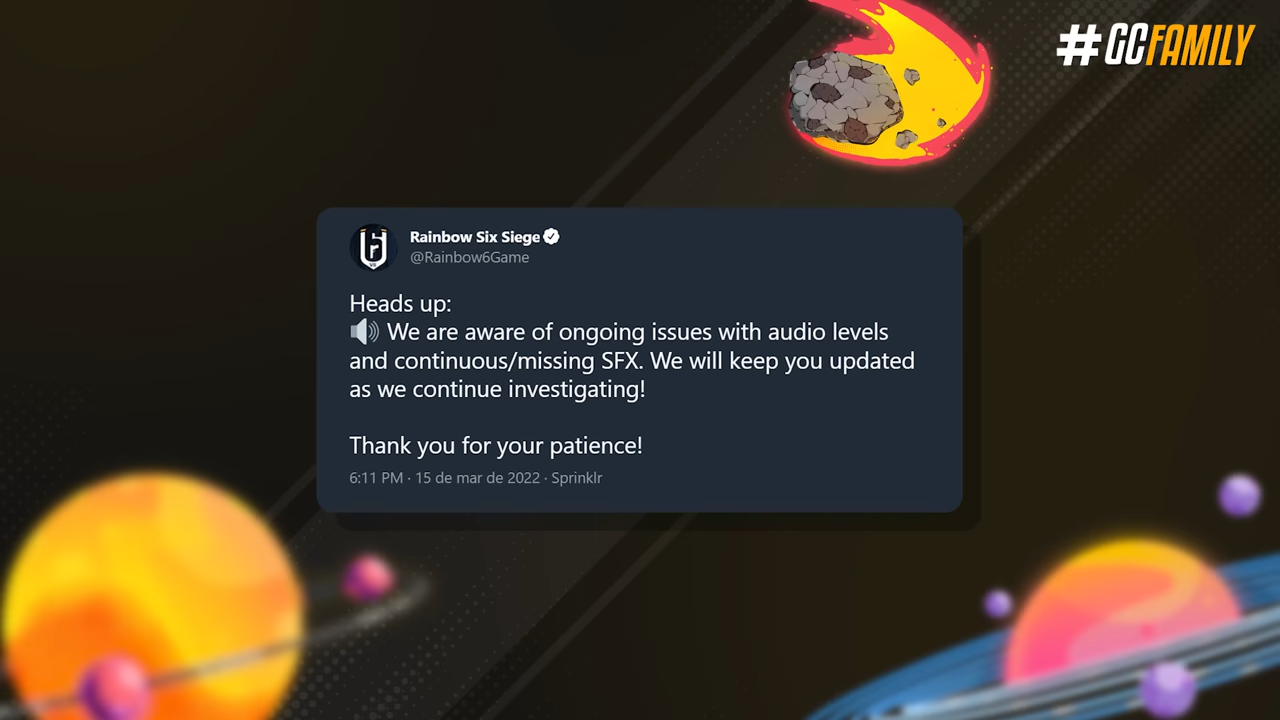 #GCFAMILY
Rainbow Six Siege
@Rainbow6Game
Heads up:
🔊 We are aware of ongoing issues with audio levels
and continuous/missing SFX. We will keep you updated
as we continue investigating!
Thank you for your patience!
6:11 PM · 15 de mar de 2022 · Sprinklr